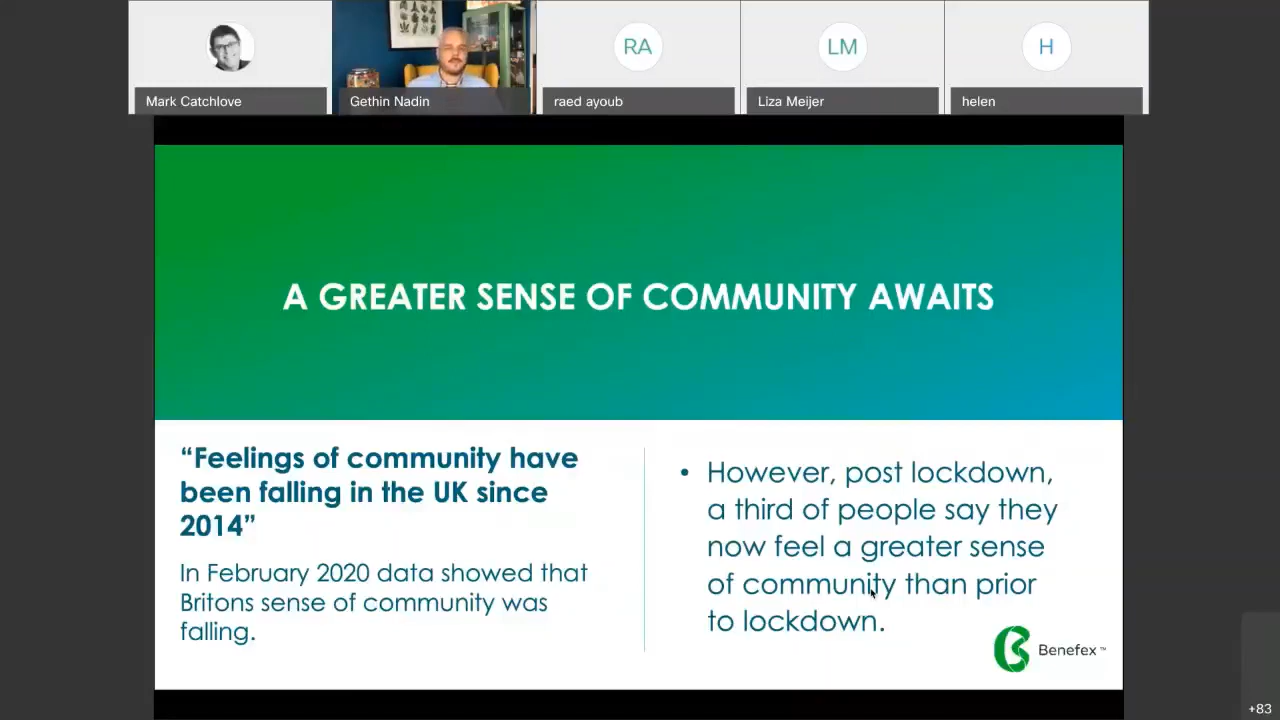 Mark Catchlove
Gethin Nadin
RA
raed ayoub
LM
Liza Meijer
H
helen
A GREATER SENSE OF COMMUNITY AWAITS
“Feelings of community have
been falling in the UK since
2014”
In February 2020 data showed that
Britons sense of community was
falling.
• However, post lockdown,
a third of people say they
now feel a greater sense
of community than prior
to lockdown.
Benefex™
+83